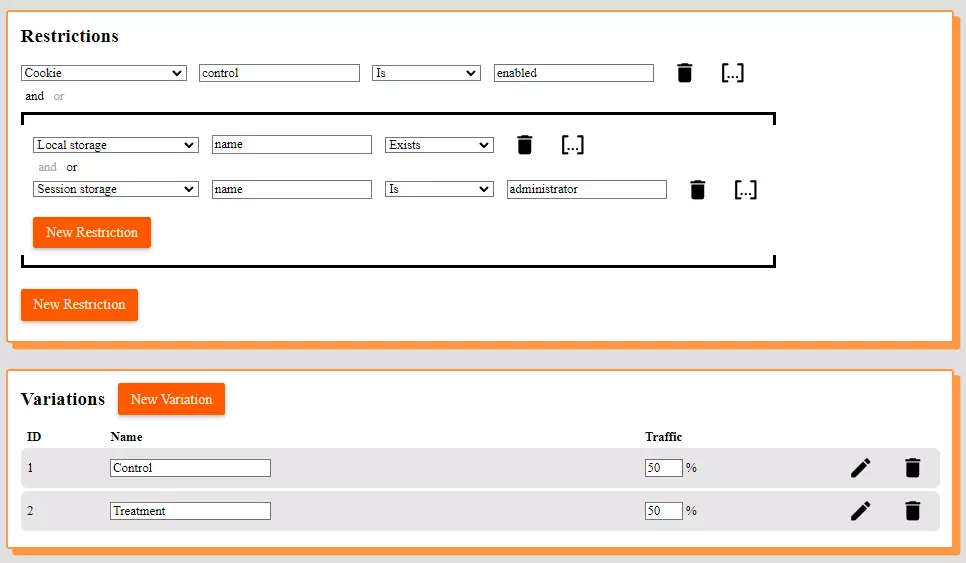 Restrictions
Cookie control Is enabled [...]
and or
Local storage name Exists [...]
and or
Session storage name Is administrator [...]
New Restriction
New Restriction
Variations New Variation
ID Name Traffic
1 Control 50 %
2 Treatment 50 %